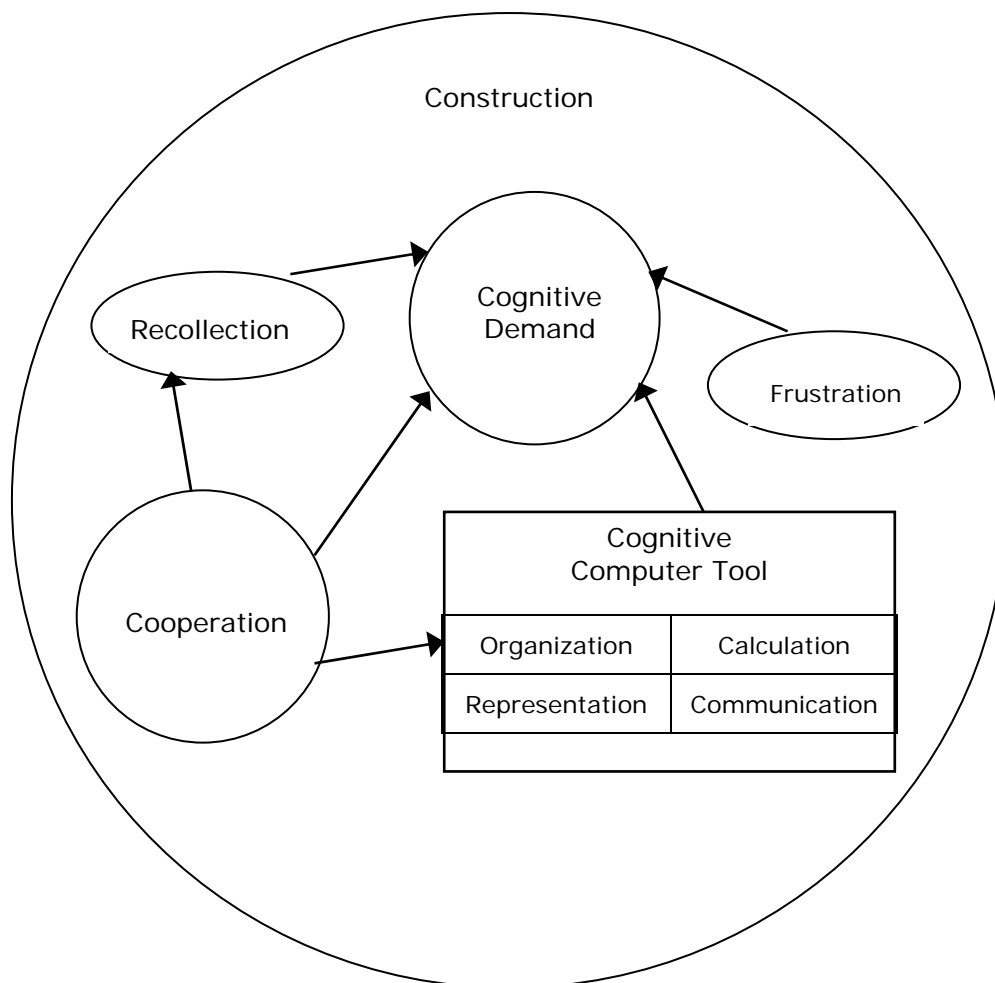 Construction
Cognitive
Demand
Recollection
Frustration
Cooperation
Cognitive
Computer Tool
Organization
Calculation
Representation
Communication